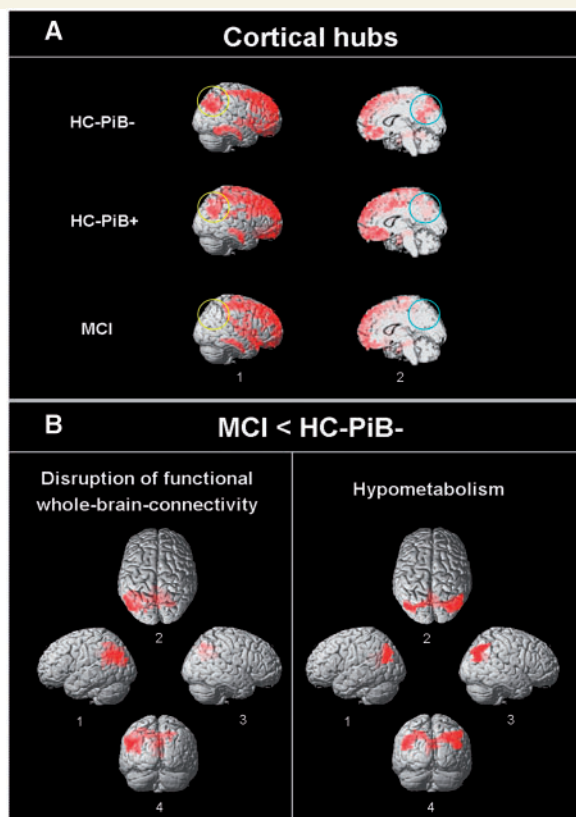 A
Cortical hubs
HC-PiB-
HC-PiB+
MCI
1 2
B
MCI < HC-PiB-
Disruption of functional
whole-brain-connectivity
2
1 3
4
Hypometabolism
2
1 3
4